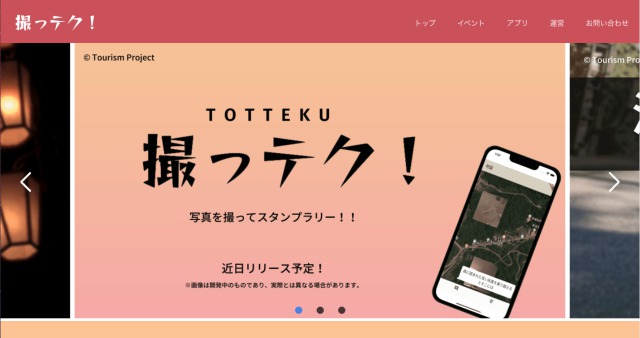 撮っテク！
トップ
イベント
アプリ
運営
お問い合わせ
© Tourism Project
© Tourism Pro
TOTTEKU
撮っテク！
写真を撮ってスタンプラリー！！
近日リリース予定！
※画像は開発中のものであり、実際とは異なる場合があります。